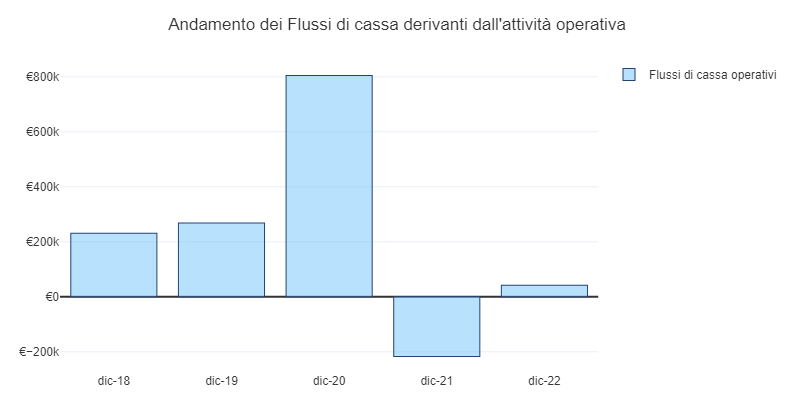 Andamento dei Flussi di cassa derivanti dall'attività operativa
Flussi di cassa operativi
€800k
€600k
€400k
€200k
€0
€−200k
dic-18
dic-19
dic-20
dic-21
dic-22